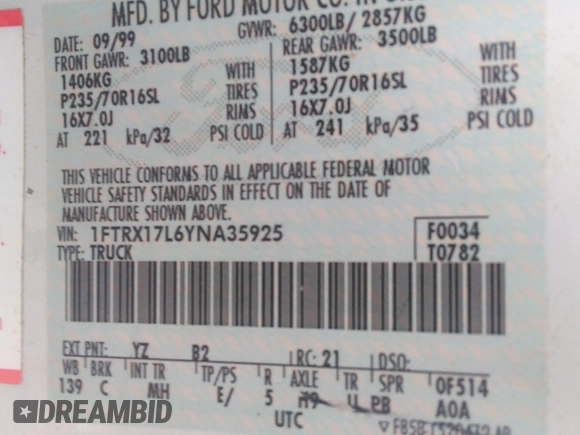 MFD. BY FORD MOTOR CO. IN
DATE: 09/99 GVWR: 6300LB/ 2857KG
FRONT GAWR: 3100LB REAR GAWR: 3500LB
1406KG WITH 1587KG WITH
P235/70R16SL TIRES P235/70R16SL TIRES
16X7.0J RIMS 16X7.0J RIMS
AT 221 kPa/32 PSI COLD AT 241 kPa/35 PSI COLD
THIS VEHICLE CONFORMS TO ALL APPLICABLE FEDERAL MOTOR
VEHICLE SAFETY STANDARDS IN EFFECT ON THE DATE OF
MANUFACTURE SHOWN ABOVE.
VIN: 1FTRX17L6YNA35925 F0034
TYPE: TRUCK T0782
EXT PNT: YZ B2 RC: 21 DSO:
WB BRK INT TR TP/PS R AXLE TR SPR 0F514
139 C MH E/ 5 H9 U PB A0A
UTC
DREAMBID